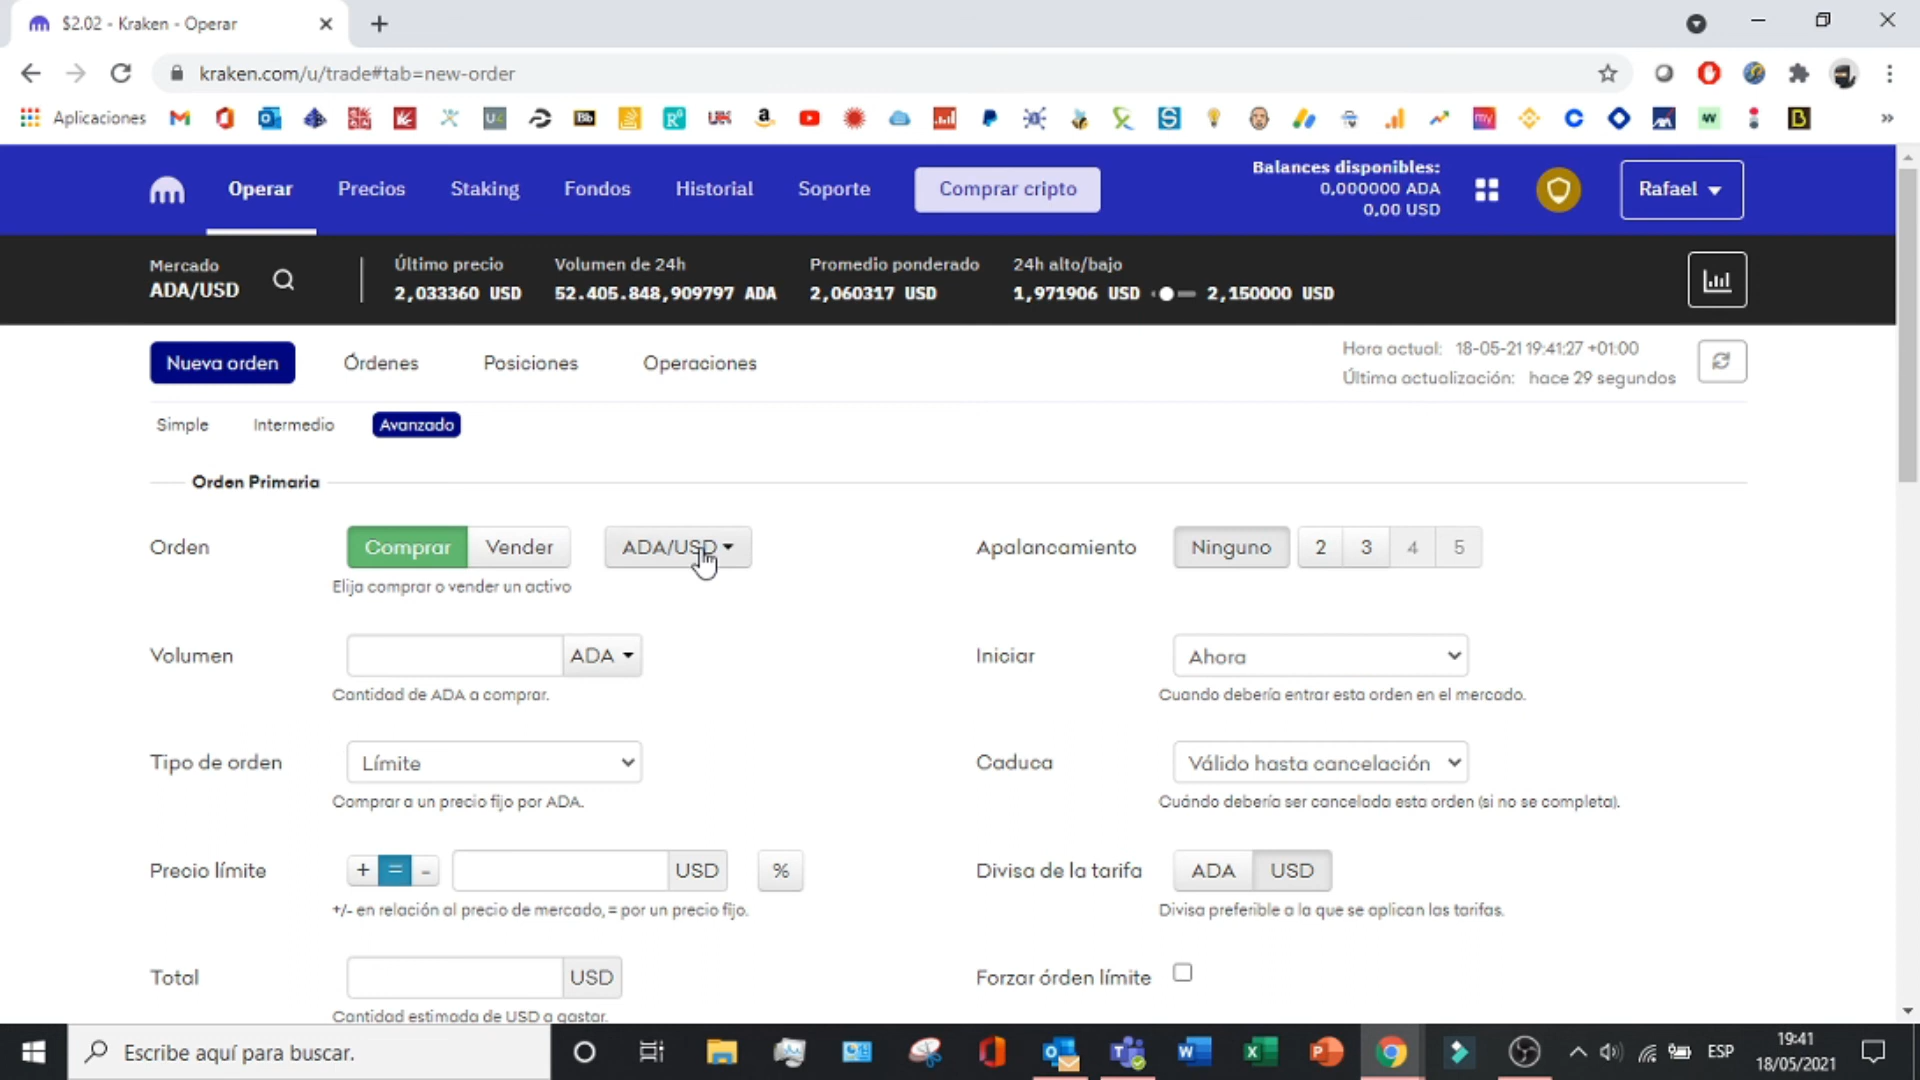 $2.02 - Kraken - Operar
kraken.com/u/trade#tab=new-order
Aplicaciones
Operar Precios Staking Fondos Historial Soporte Comprar cripto
Balances disponibles:
0,000000 ADA
0,00 USD
Rafael
Mercado
ADA/USD
Último precio
2,033360 USD
Volumen de 24h
52.405.848,909797 ADA
Promedio ponderado
2,060317 USD
24h alto/bajo
1,971906 USD 2,150000 USD
Nueva orden Órdenes Posiciones Operaciones
Hora actual: 18-05-21 19:41:27 +01:00
Última actualización: hace 29 segundos
Simple Intermedio Avanzado
Orden Primaria
Orden Comprar Vender ADA/USD
Elija comprar o vender un activo
Apalancamiento Ninguno 2 3 4 5
Volumen ADA
Cantidad de ADA a comprar.
Iniciar Ahora
Cuando debería entrar esta orden en el mercado.
Tipo de orden Límite
Comprar a un precio fijo por ADA.
Caduca Válido hasta cancelación
Cuándo debería ser cancelada esta orden (si no se completa).
Precio límite + = - USD %
+/- en relación al precio de mercado, = por un precio fijo.
Divisa de la tarifa ADA USD
Divisa preferible a la que se aplican las tarifas.
Total USD
Cantidad estimada de USD a gastar.
Forzar órden límite
Escribe aquí para buscar.
ESP
19:41
18/05/2021